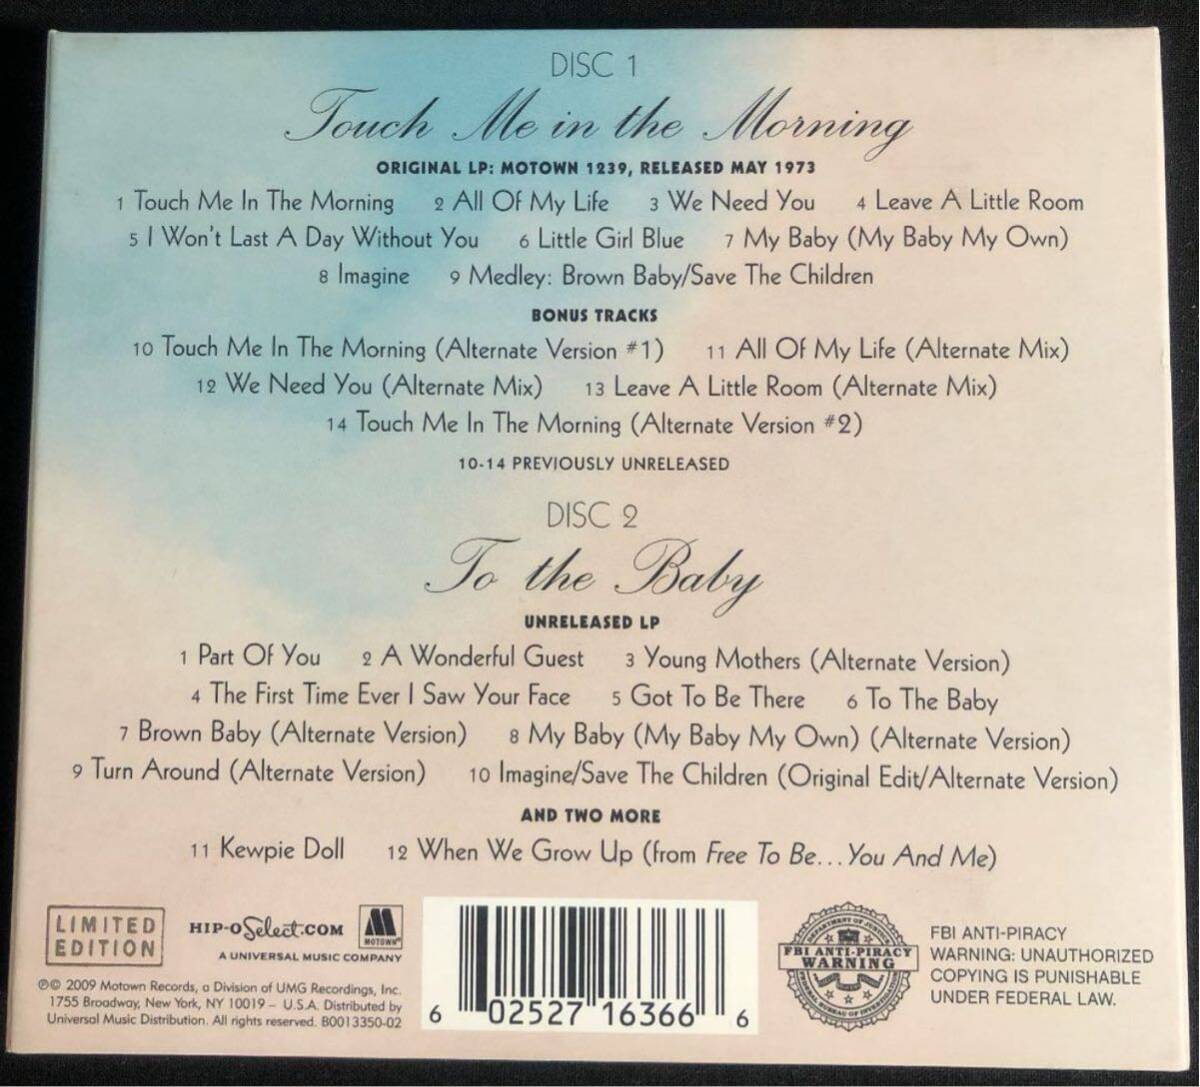 DISC 1
Touch Me in the Morning
ORIGINAL LP: MOTOWN 1239, RELEASED MAY 1973
1 Touch Me In The Morning 2 All Of My Life 3 We Need You 4 Leave A Little Room
5 I Won't Last A Day Without You 6 Little Girl Blue 7 My Baby (My Baby My Own)
8 Imagine 9 Medley: Brown Baby/Save The Children
BONUS TRACKS
10 Touch Me In The Morning (Alternate Version #1) 11 All Of My Life (Alternate Mix)
12 We Need You (Alternate Mix) 13 Leave A Little Room (Alternate Mix)
14 Touch Me In The Morning (Alternate Version #2)
10-14 PREVIOUSLY UNRELEASED
DISC 2
To the Baby
UNRELEASED LP
1 Part Of You 2 A Wonderful Guest 3 Young Mothers (Alternate Version)
4 The First Time Ever I Saw Your Face 5 Got To Be There 6 To The Baby
7 Brown Baby (Alternate Version) 8 My Baby (My Baby My Own) (Alternate Version)
9 Turn Around (Alternate Version) 10 Imagine/Save The Children (Original Edit/Alternate Version)
AND TWO MORE
11 Kewpie Doll 12 When We Grow Up (from Free To Be...You And Me)
LIMITED
EDITION
HIP-O Select.COM
MOTOWN
A UNIVERSAL MUSIC COMPANY
℗© 2009 Motown Records, a Division of UMG Recordings, Inc.
1755 Broadway, New York, NY 10019 – U.S.A. Distributed by
Universal Music Distribution. All rights reserved. B0013350-02
6 02527 16366 6
DEPARTMENT OF JUSTICE
FBI ANTI-PIRACY
WARNING
FEDERAL BUREAU OF INVESTIGATION
FBI ANTI-PIRACY
WARNING: UNAUTHORIZED
COPYING IS PUNISHABLE
UNDER FEDERAL LAW.